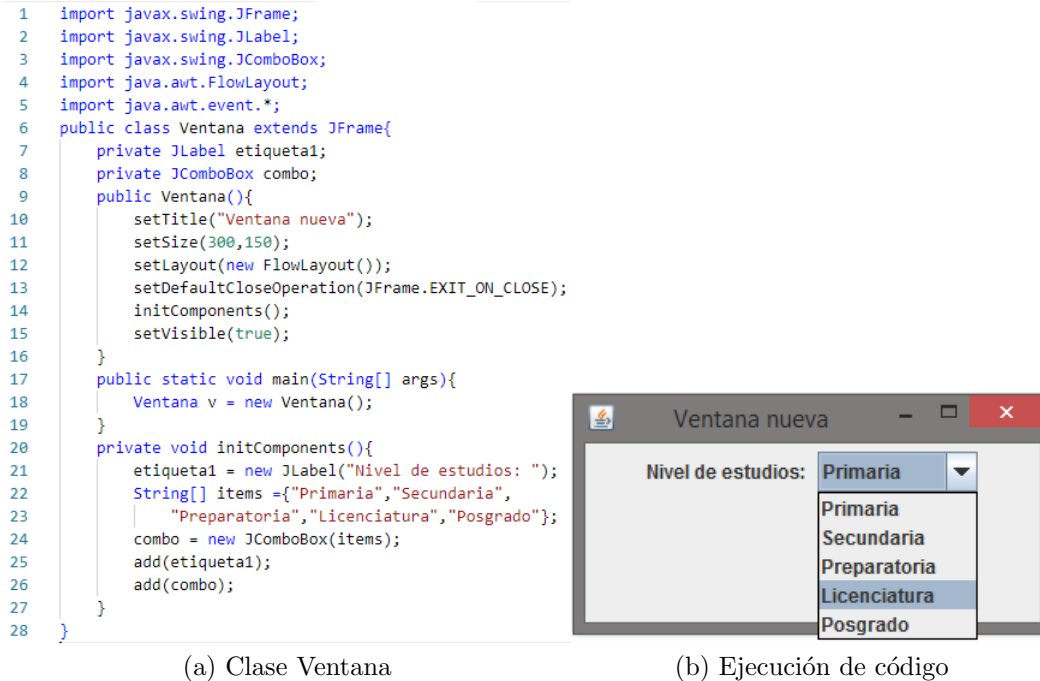 1 import javax.swing.JFrame;
2 import javax.swing.JLabel;
3 import javax.swing.JComboBox;
4 import java.awt.FlowLayout;
5 import java.awt.event.*;
6 public class Ventana extends JFrame{
7 private JLabel etiqueta1;
8 private JComboBox combo;
9 public Ventana(){
10 setTitle("Ventana nueva");
11 setSize(300,150);
12 setLayout(new FlowLayout());
13 setDefaultCloseOperation(JFrame.EXIT_ON_CLOSE);
14 initComponents();
15 setVisible(true);
16 }
17 public static void main(String[] args){
18 Ventana v = new Ventana();
19 }
20 private void initComponents(){
21 etiqueta1 = new JLabel("Nivel de estudios: ");
22 String[] items ={"Primaria","Secundaria",
23 "Preparatoria","Licenciatura","Posgrado"};
24 combo = new JComboBox(items);
25 add(etiqueta1);
26 add(combo);
27 }
28 }
(a) Clase Ventana
Ventana nueva
Nivel de estudios: Primaria
Primaria
Secundaria
Preparatoria
Licenciatura
Posgrado
(b) Ejecución de código